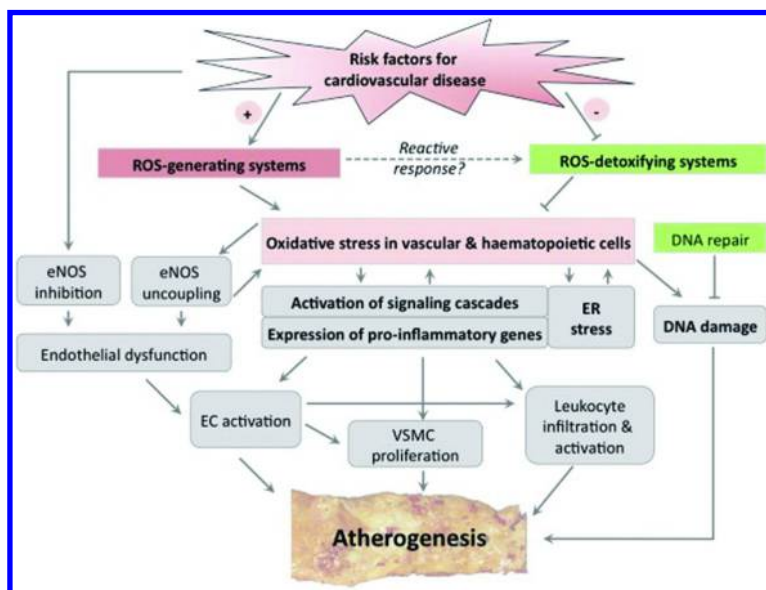 Risk factors for
cardiovascular disease
+
-
ROS-generating systems
Reactive
response?
ROS-detoxifying systems
Oxidative stress in vascular & haematopoietic cells
DNA repair
eNOS
inhibition
eNOS
uncoupling
Activation of signaling cascades
Expression of pro-inflammatory genes
ER
stress
DNA damage
Endothelial dysfunction
EC activation
VSMC
proliferation
Leukocyte
infiltration &
activation
Atherogenesis